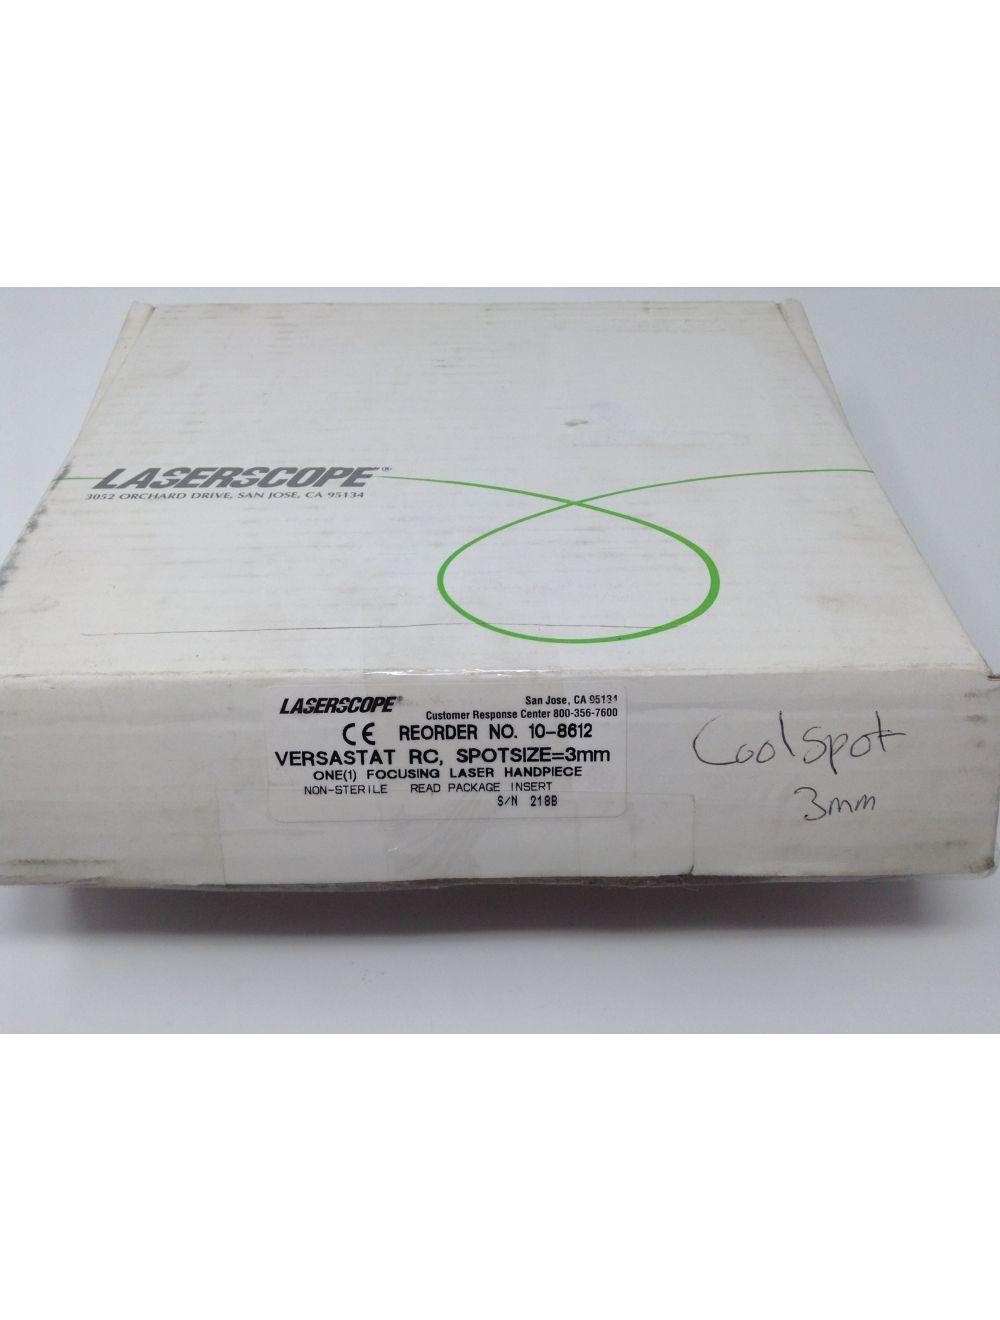 LASERSCOPE®
3052 ORCHARD DRIVE, SAN JOSE, CA 95134
LASERSCOPE® San Jose, CA 95134
Customer Response Center 800-356-7600
CE REORDER NO. 10-8612
VERSASTAT RC, SPOTSIZE=3mm
ONE(1) FOCUSING LASER HANDPIECE
NON-STERILE READ PACKAGE INSERT
S/N 218B
Coolspot
3mm